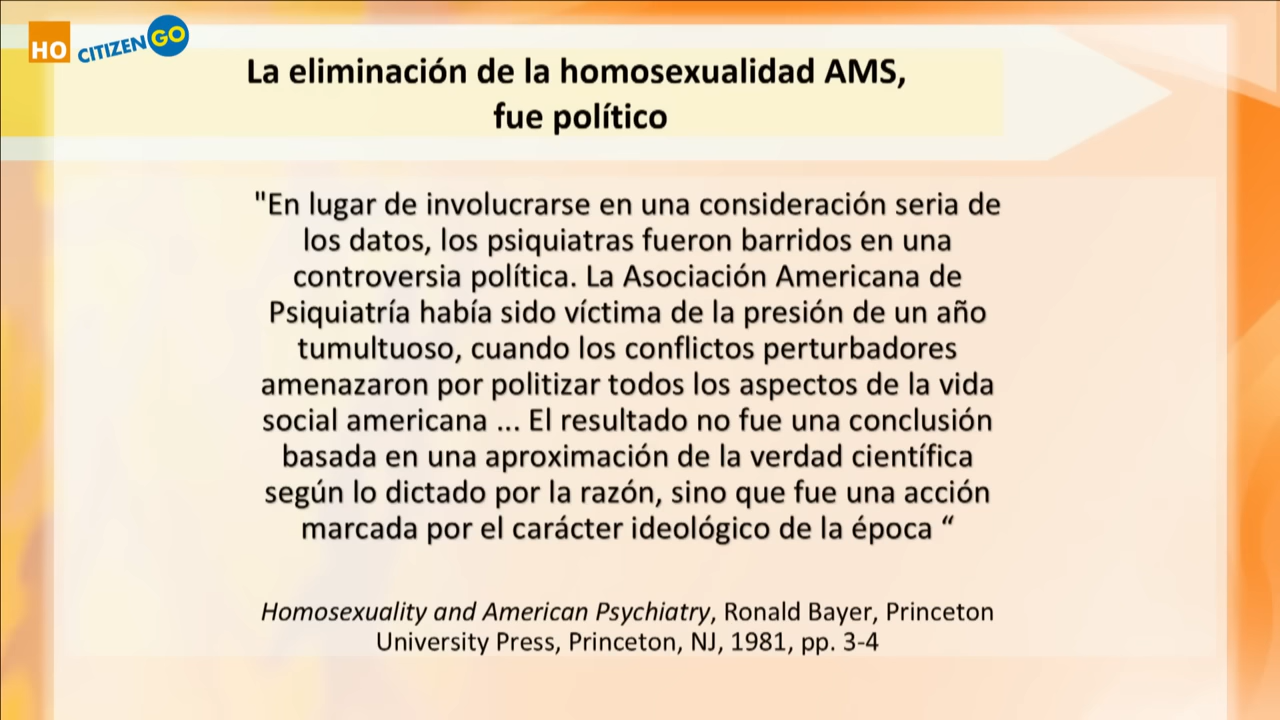 HO CITIZENGO
La eliminación de la homosexualidad AMS,
fue político
"En lugar de involucrarse en una consideración seria de
los datos, los psiquiatras fueron barridos en una
controversia política. La Asociación Americana de
Psiquiatría había sido víctima de la presión de un año
tumultuoso, cuando los conflictos perturbadores
amenazaron por politizar todos los aspectos de la vida
social americana ... El resultado no fue una conclusión
basada en una aproximación de la verdad científica
según lo dictado por la razón, sino que fue una acción
marcada por el carácter ideológico de la época “
Homosexuality and American Psychiatry, Ronald Bayer, Princeton
University Press, Princeton, NJ, 1981, pp. 3-4